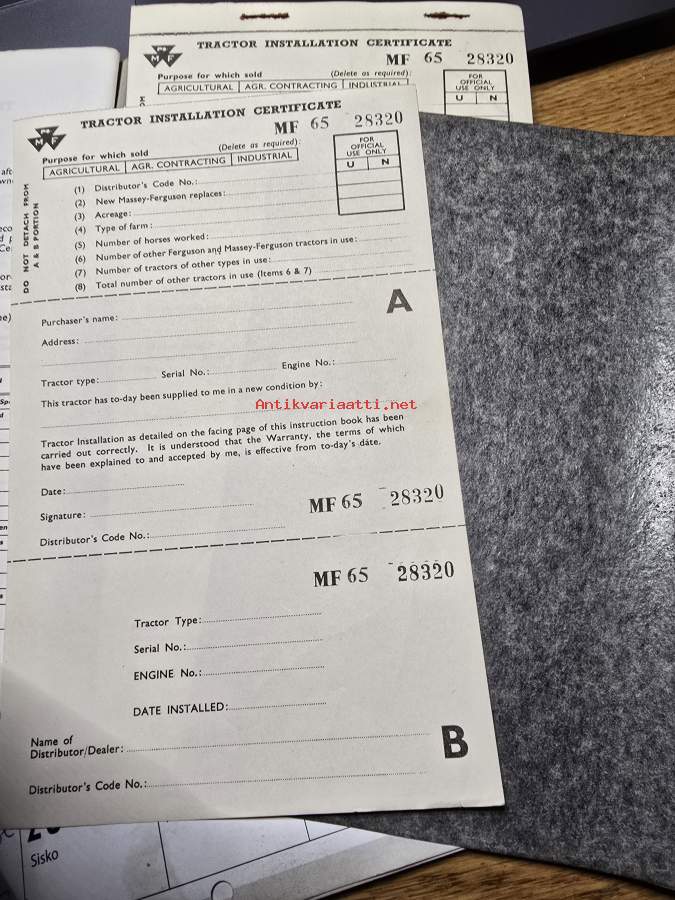 TRACTOR INSTALLATION CERTIFICATE
MF 65 28320
Purpose for which sold (Delete as required):
AGRICULTURAL AGR. CONTRACTING INDUSTRIAL
FOR OFFICIAL USE ONLY
U N
TRACTOR INSTALLATION CERTIFICATE
MF 65 28320
MF
Purpose for which sold (Delete as required):
AGRICULTURAL AGR. CONTRACTING INDUSTRIAL
FOR
OFFICIAL
USE ONLY
U N
DO NOT DETACH FROM
A & B PORTION
(1) Distributor's Code No.:
(2) New Massey-Ferguson replaces:
(3) Acreage:
(4) Type of farm:
(5) Number of horses worked:
(6) Number of other Ferguson and Massey-Ferguson tractors in use:
(7) Number of tractors of other types in use:
(8) Total number of other tractors in use (Items 6 & 7)
A
Purchaser's name:
Address:
Tractor type: Serial No.: Engine No.:
This tractor has to-day been supplied to me in a new condition by:
Antikvariaatti.net
Tractor Installation as detailed on the facing page of this instruction book has been
carried out correctly. It is understood that the Warranty, the terms of which
have been explained to and accepted by me, is effective from to-day's date.
Date:
Signature:
MF 65 28320
Distributor's Code No.:
MF 65 28320
Tractor Type:
Serial No.:
ENGINE No.:
DATE INSTALLED:
Name of
Distributor/Dealer:
B
Distributor's Code No.:
Sisko